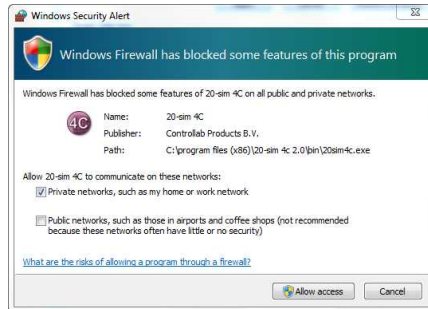 Windows Security Alert
Windows Firewall has blocked some features of this program
Windows Firewall has blocked some features of 20-sim 4C on all public and private networks.
4C
Name: 20-sim 4C
Publisher: Controllab Products B.V.
Path: C:\program files (x86)\20-sim 4c 2.0\bin\20sim4c.exe
Allow 20-sim 4C to communicate on these networks:
Private networks, such as my home or work network
Public networks, such as those in airports and coffee shops (not recommended
because these networks often have little or no security)
What are the risks of allowing a program through a firewall?
Allow access Cancel